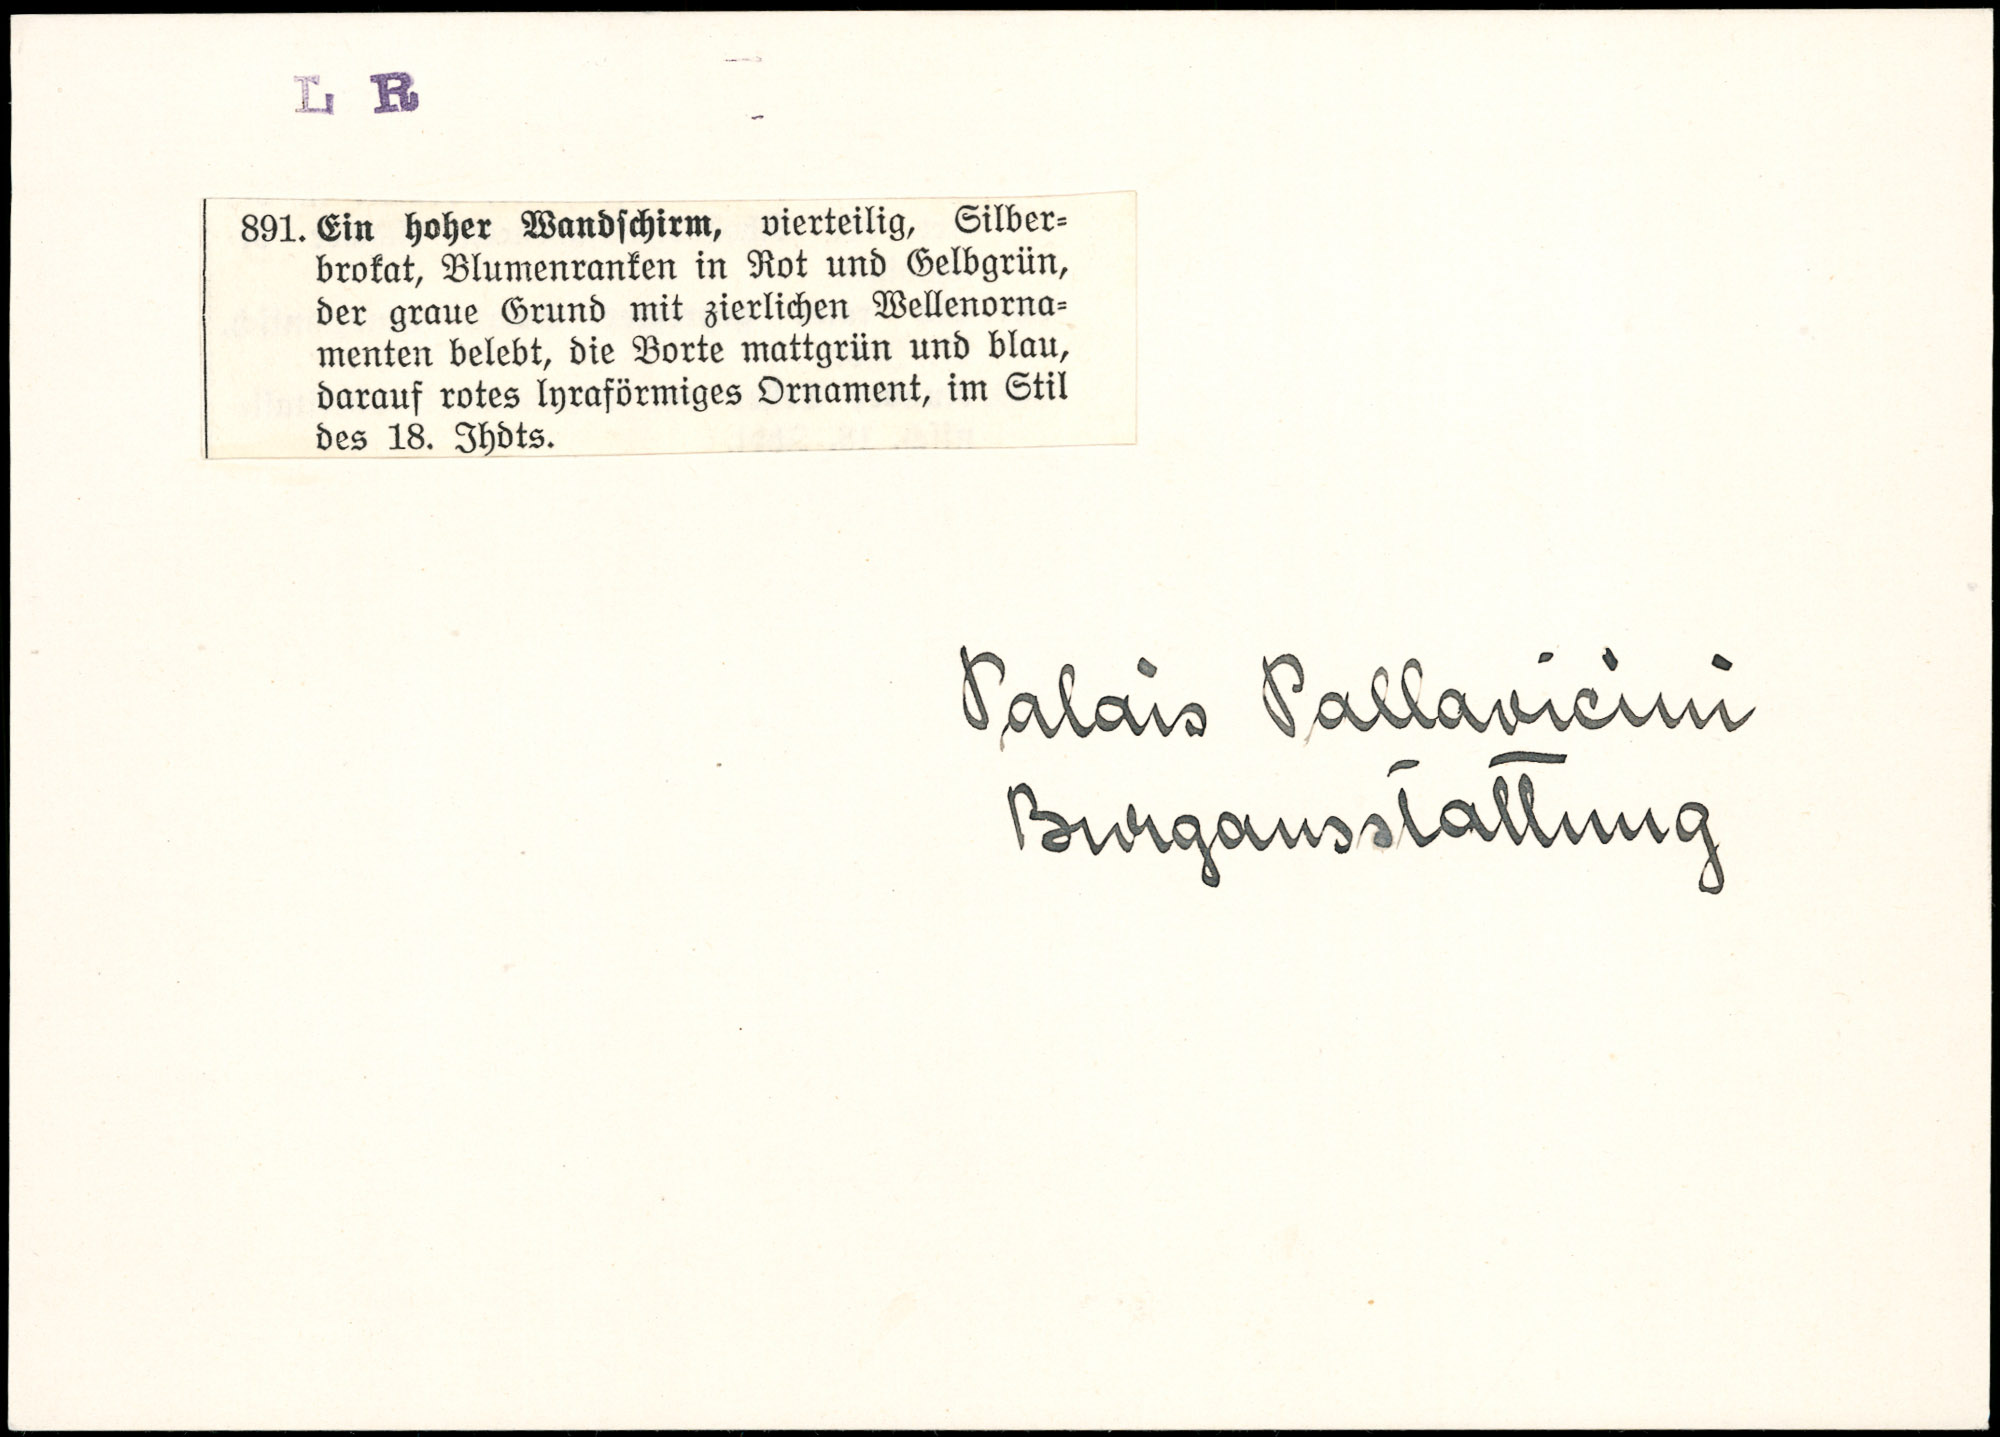 L R
891. Ein hoher Wandschirm, vierteilig, Silber-
brokat, Blumenranken in Rot und Gelbgrün,
der graue Grund mit zierlichen Wellenorna-
menten belebt, die Borte mattgrün und blau,
darauf rotes lyraförmiges Ornament, im Stil
des 18. Jhdts.
Palais Pallavicini
Burgausstattung